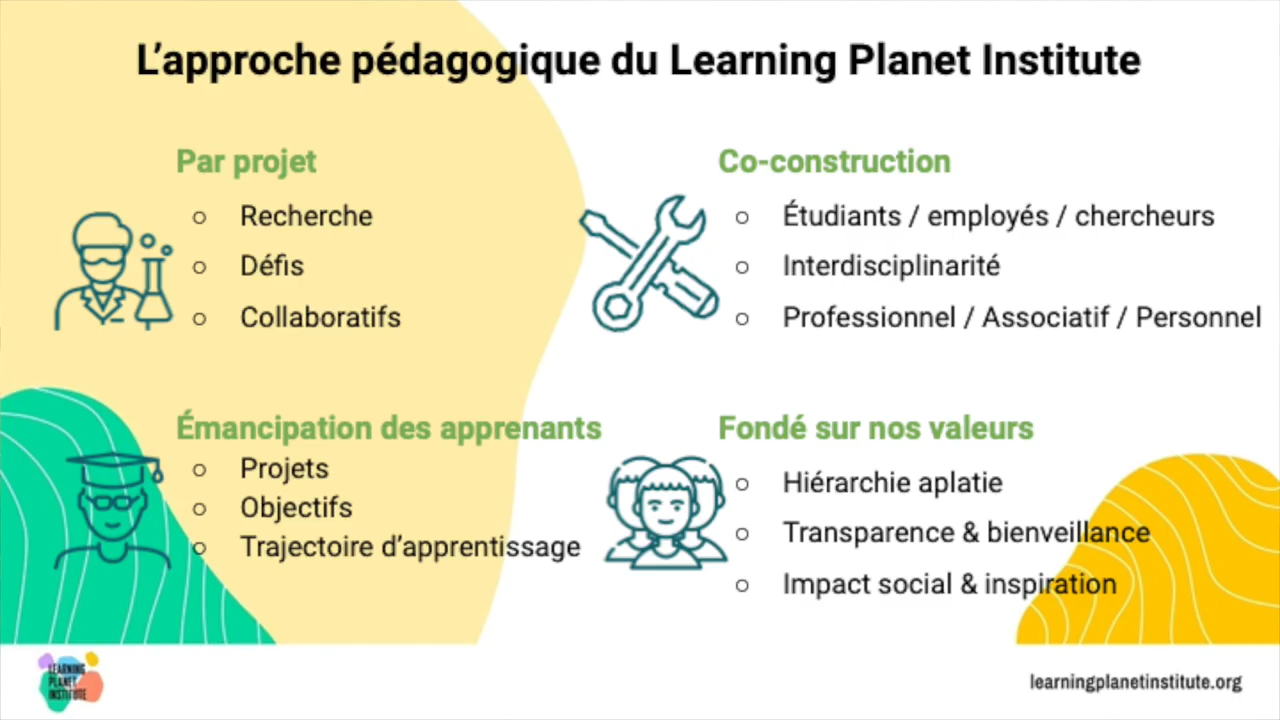 L’approche pédagogique du Learning Planet Institute
Par projet
○ Recherche
○ Défis
○ Collaboratifs
Co-construction
○ Étudiants / employés / chercheurs
○ Interdisciplinarité
○ Professionnel / Associatif / Personnel
Émancipation des apprenants
○ Projets
○ Objectifs
○ Trajectoire d’apprentissage
Fondé sur nos valeurs
○ Hiérarchie aplatie
○ Transparence & bienveillance
○ Impact social & inspiration
LEARNING
PLANET
INSTITUTE
learningplanetinstitute.org